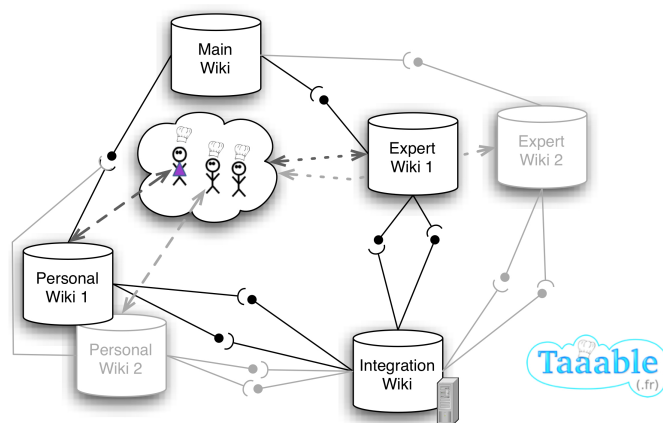 Main
Wiki
Expert
Wiki 1
Expert
Wiki 2
Personal
Wiki 1
Personal
Wiki 2
Integration
Wiki
Taaable
(.fr)